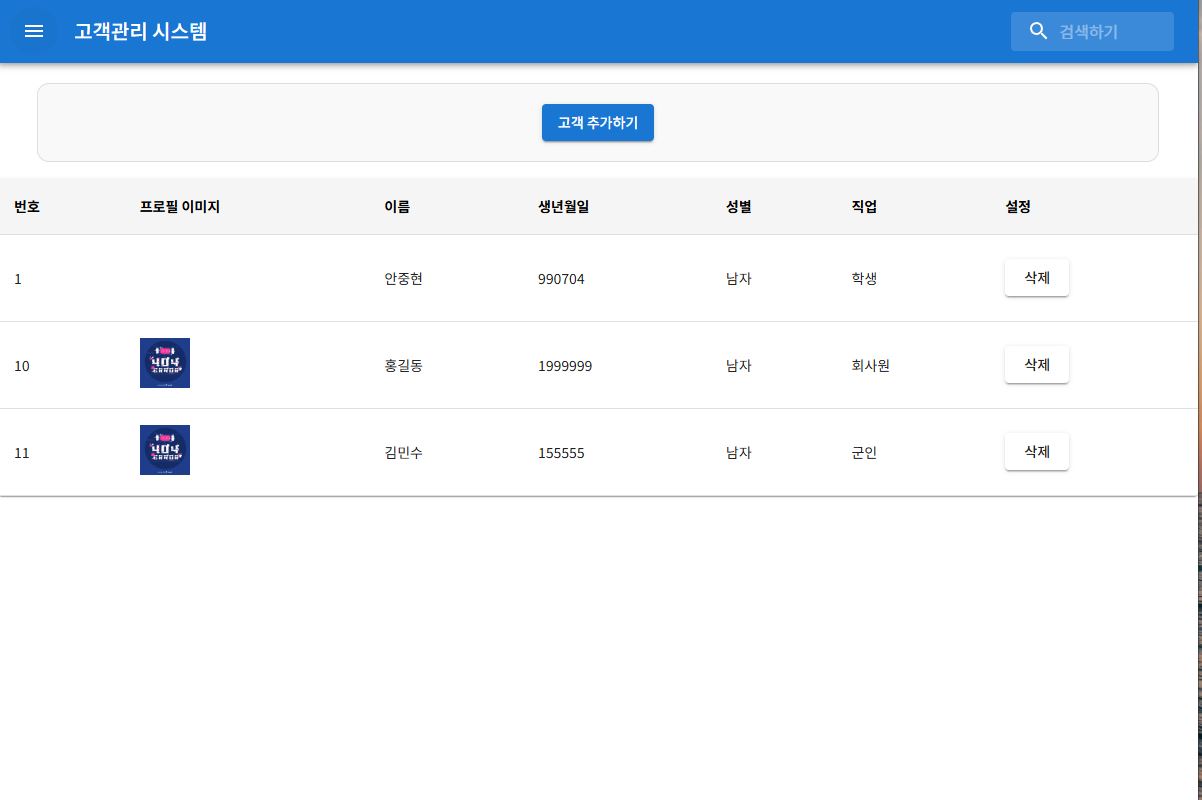 고객관리 시스템
검색하기
고객 추가하기
번호 프로필 이미지 이름 생년월일 성별 직업 설정
1 안중현 990704 남자 학생 삭제
10 홍길동 1999999 남자 회사원 삭제
11 김민수 155555 남자 군인 삭제